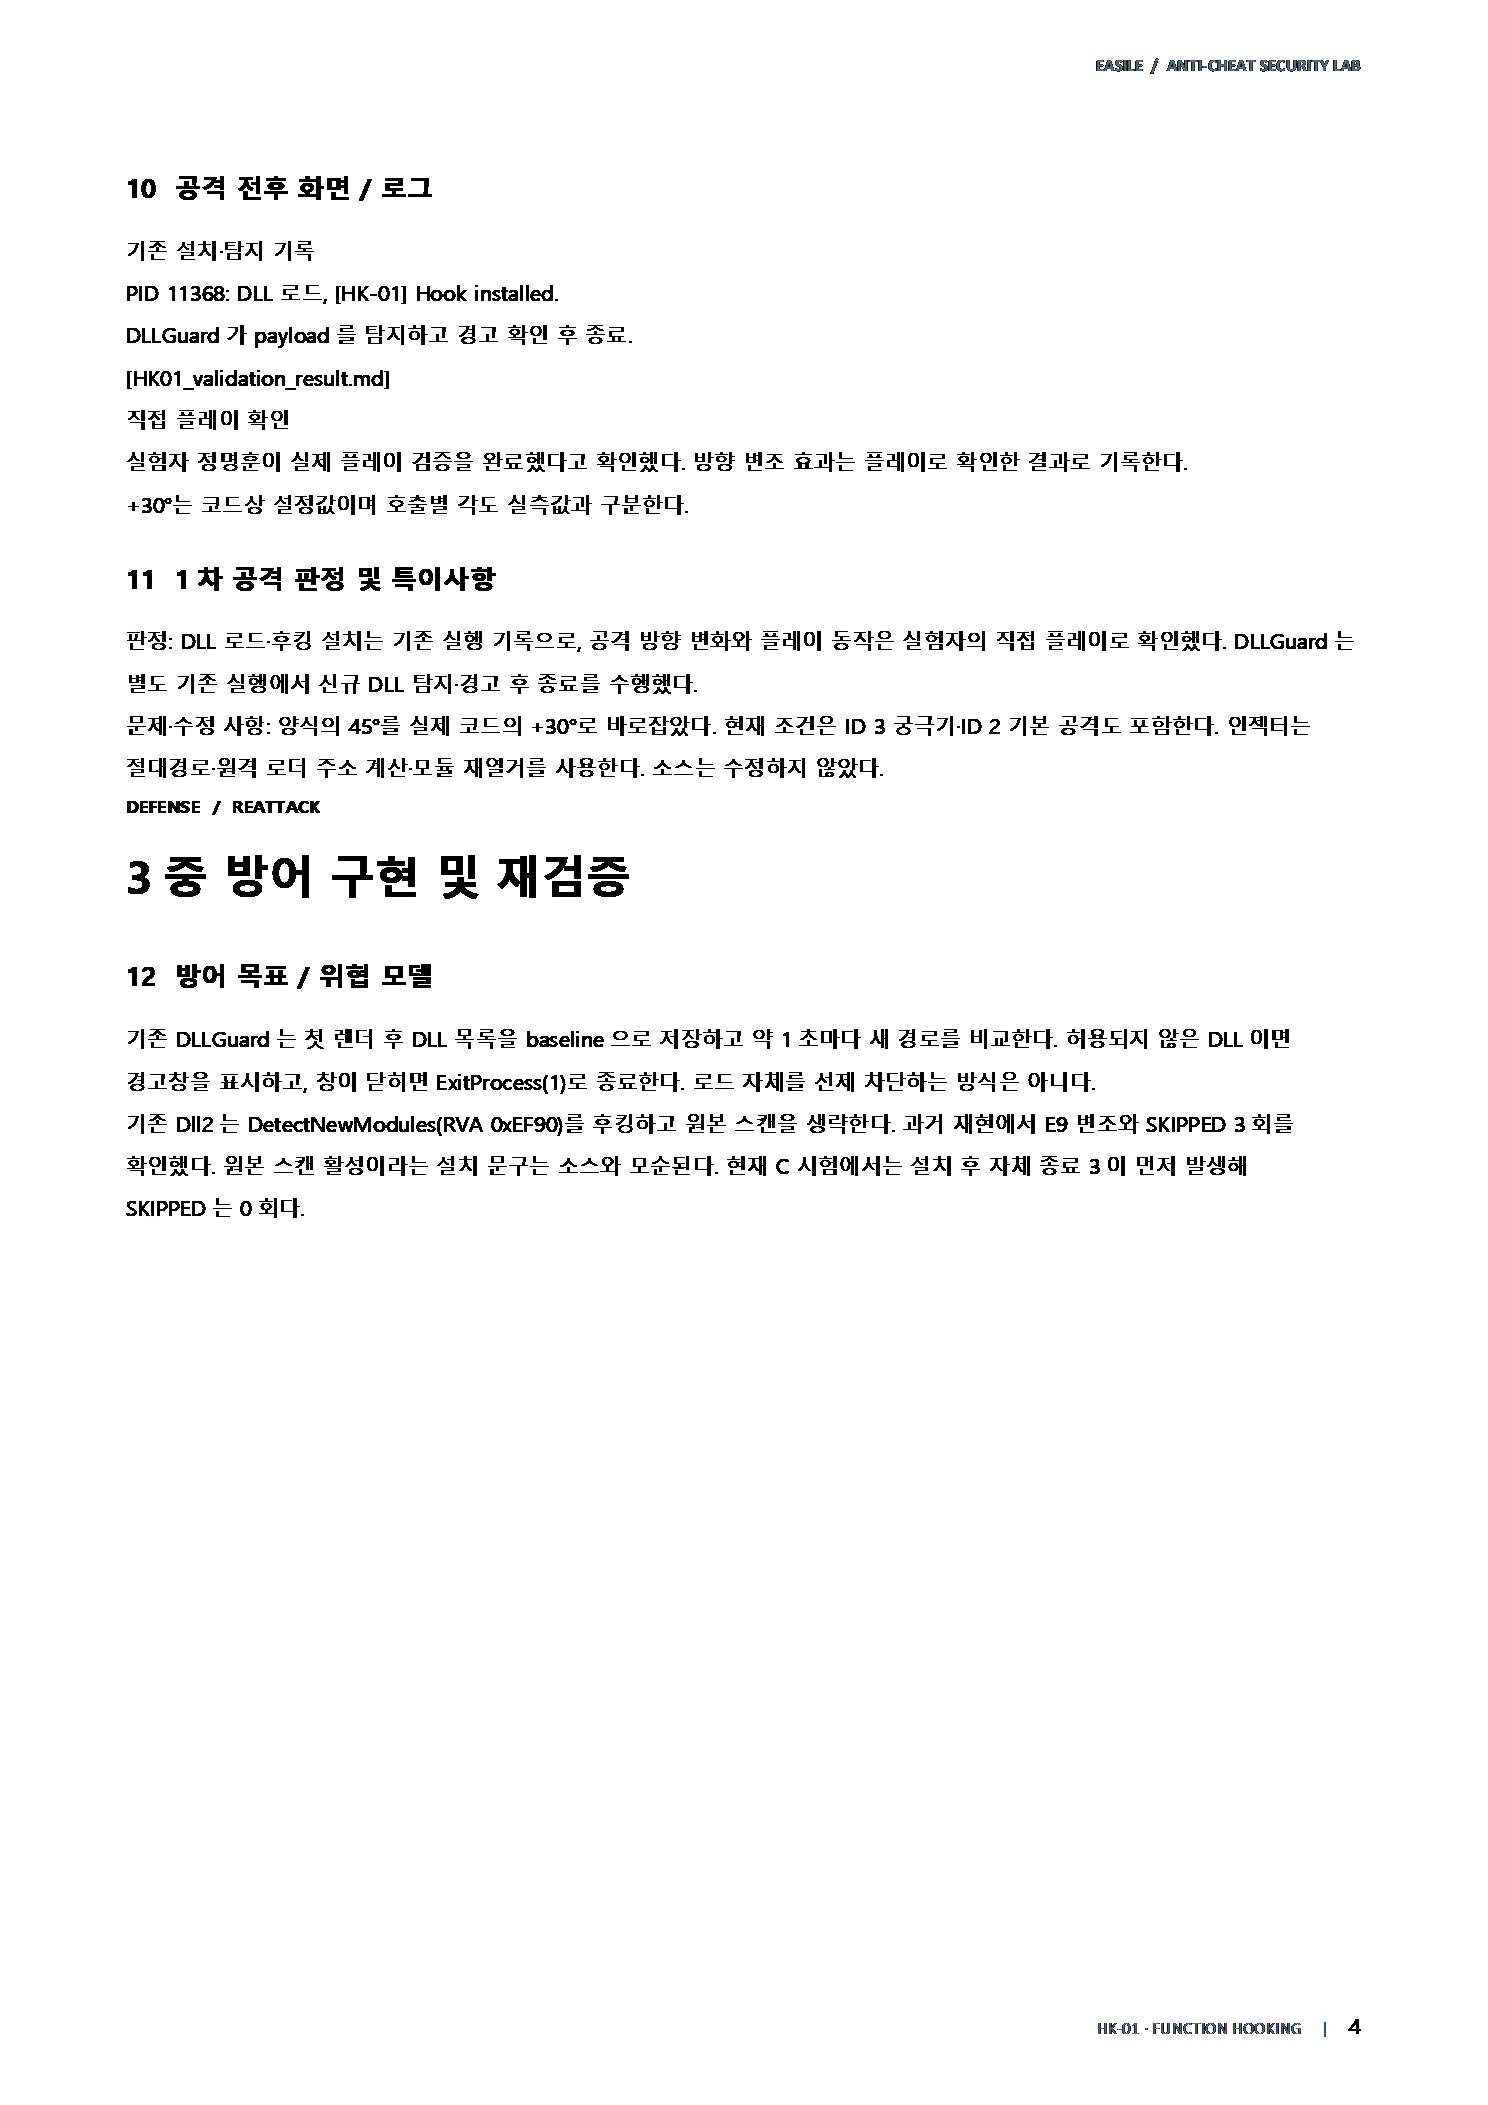 EASILE / ANTI-CHEAT SECURITY LAB
10 공격 전후 화면 / 로그
기존 설치·탐지 기록
PID 11368: DLL 로드, [HK-01] Hook installed.
DLLGuard 가 payload 를 탐지하고 경고 확인 후 종료.
[HK01_validation_result.md]
직접 플레이 확인
실험자 정명훈이 실제 플레이 검증을 완료했다고 확인했다. 방향 변조 효과는 플레이로 확인한 결과로 기록한다.
+30°는 코드상 설정값이며 호출별 각도 실측값과 구분한다.
11 1 차 공격 판정 및 특이사항
판정: DLL 로드·후킹 설치는 기존 실행 기록으로, 공격 방향 변화와 플레이 동작은 실험자의 직접 플레이로 확인했다. DLLGuard 는
별도 기존 실행에서 신규 DLL 탐지·경고 후 종료를 수행했다.
문제·수정 사항: 양식의 45°를 실제 코드의 +30°로 바로잡았다. 현재 조건은 ID 3 궁극기·ID 2 기본 공격도 포함한다. 인젝터는
절대경로·원격 로더 주소 계산·모듈 재열거를 사용한다. 소스는 수정하지 않았다.
DEFENSE / REATTACK
3 중 방어 구현 및 재검증
12 방어 목표 / 위협 모델
기존 DLLGuard 는 첫 렌더 후 DLL 목록을 baseline 으로 저장하고 약 1 초마다 새 경로를 비교한다. 허용되지 않은 DLL 이면
경고창을 표시하고, 창이 닫히면 ExitProcess(1)로 종료한다. 로드 자체를 선제 차단하는 방식은 아니다.
기존 Dll2 는 DetectNewModules(RVA 0xEF90)를 후킹하고 원본 스캔을 생략한다. 과거 재현에서 E9 변조와 SKIPPED 3 회를
확인했다. 원본 스캔 활성이라는 설치 문구는 소스와 모순된다. 현재 C 시험에서는 설치 후 자체 종료 3 이 먼저 발생해
SKIPPED 는 0 회다.
HK-01 · FUNCTION HOOKING | 4